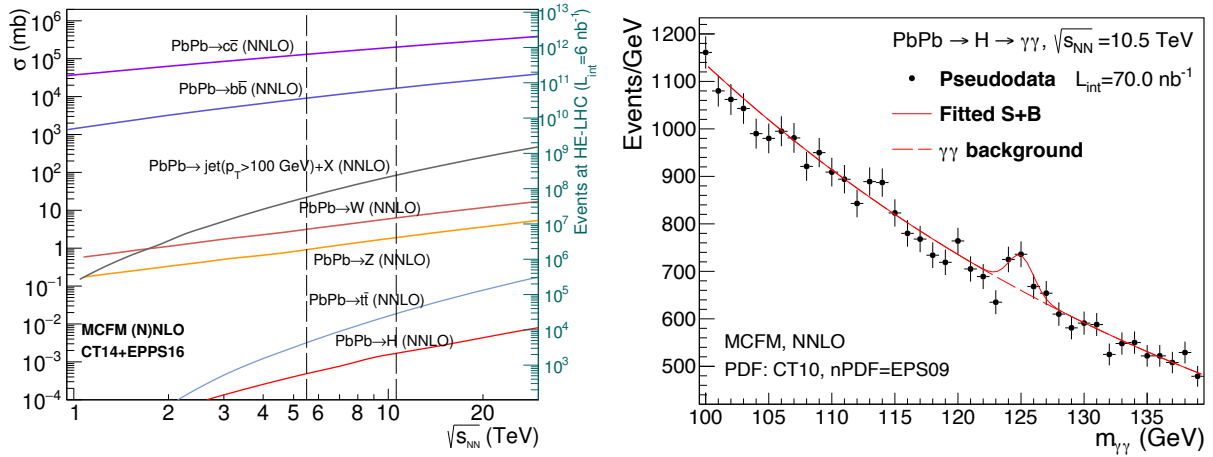 σ (mb)
10⁶
10⁵
10⁴
10³
10²
10
1
10⁻¹
10⁻²
10⁻³
10⁻⁴
PbPb→cc̄ (NNLO)
PbPb→bb̄ (NNLO)
PbPb→ jet(p_T>100 GeV)+X (NNLO)
PbPb→W (NNLO)
PbPb→Z (NNLO)
PbPb→tt̄ (NNLO)
PbPb→H (NNLO)
MCFM (N)NLO
CT14+EPPS16
1 2 3 4 5 6 7 8 10 20
√s_NN (TeV)
10¹³
10¹²
10¹¹
10¹⁰
10⁹
10⁸
10⁷
10⁶
10⁵
10⁴
10³
Events at HE-LHC (L_int=6 nb⁻¹)
Events/GeV
1200
1100
1000
900
800
700
600
500
PbPb → H → γγ, √s_NN =10.5 TeV
Pseudodata L_int=70.0 nb⁻¹
Fitted S+B
γγ background
MCFM, NNLO
PDF: CT10, nPDF=EPS09
100 105 110 115 120 125 130 135
m_γγ (GeV)